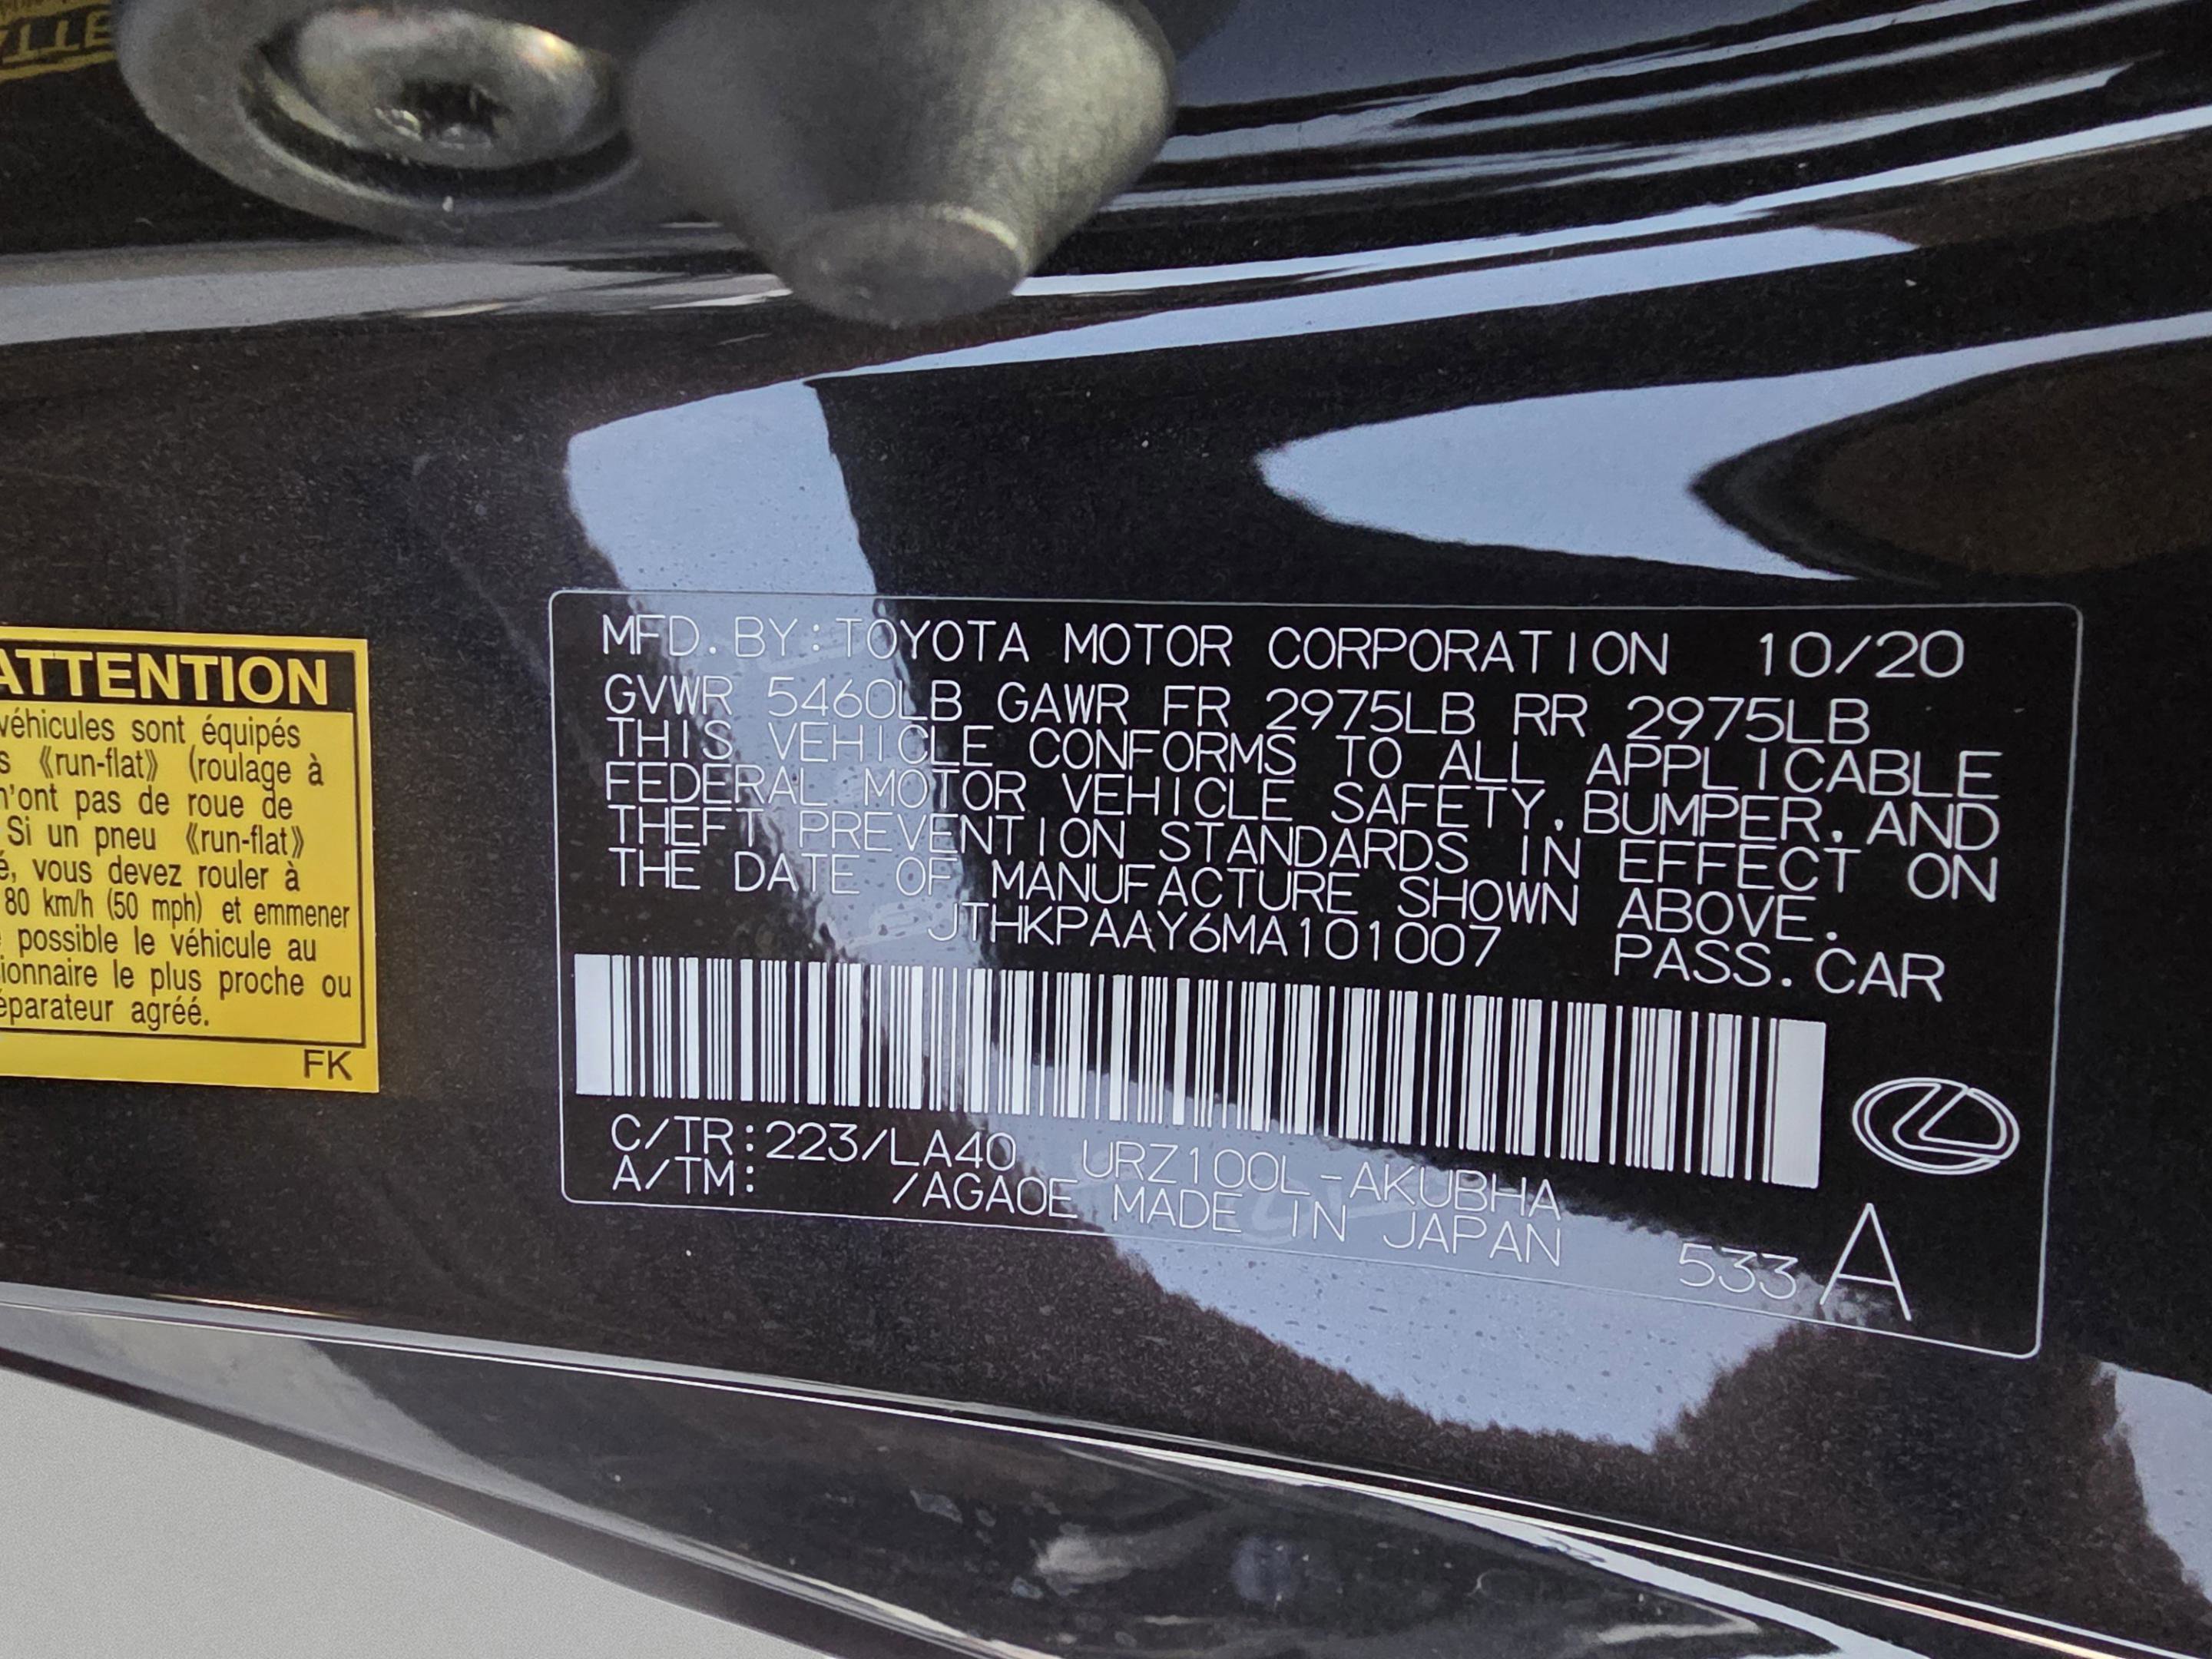 ATTENTION
véhicules sont équipés
s 《run-flat》 (roulage à
n'ont pas de roue de
Si un pneu 《run-flat》
é, vous devez rouler à
80 km/h (50 mph) et emmener
possible le véhicule au
ionnaire le plus proche ou
éparateur agréé.
FK
MFD. BY:TOYOTA MOTOR CORPORATION 10/20
GVWR 5460LB GAWR FR 2975LB RR 2975LB
THIS VEHICLE CONFORMS TO ALL APPLICABLE
FEDERAL MOTOR VEHICLE SAFETY, BUMPER, AND
THEFT PREVENTION STANDARDS IN EFFECT ON
THE DATE OF MANUFACTURE SHOWN ABOVE.
JTHKPAAY6MA101007 PASS. CAR
C/TR:223/LA40 URZ100L-AKUBHA
A/TM: /AGA0E MADE IN JAPAN
533 A